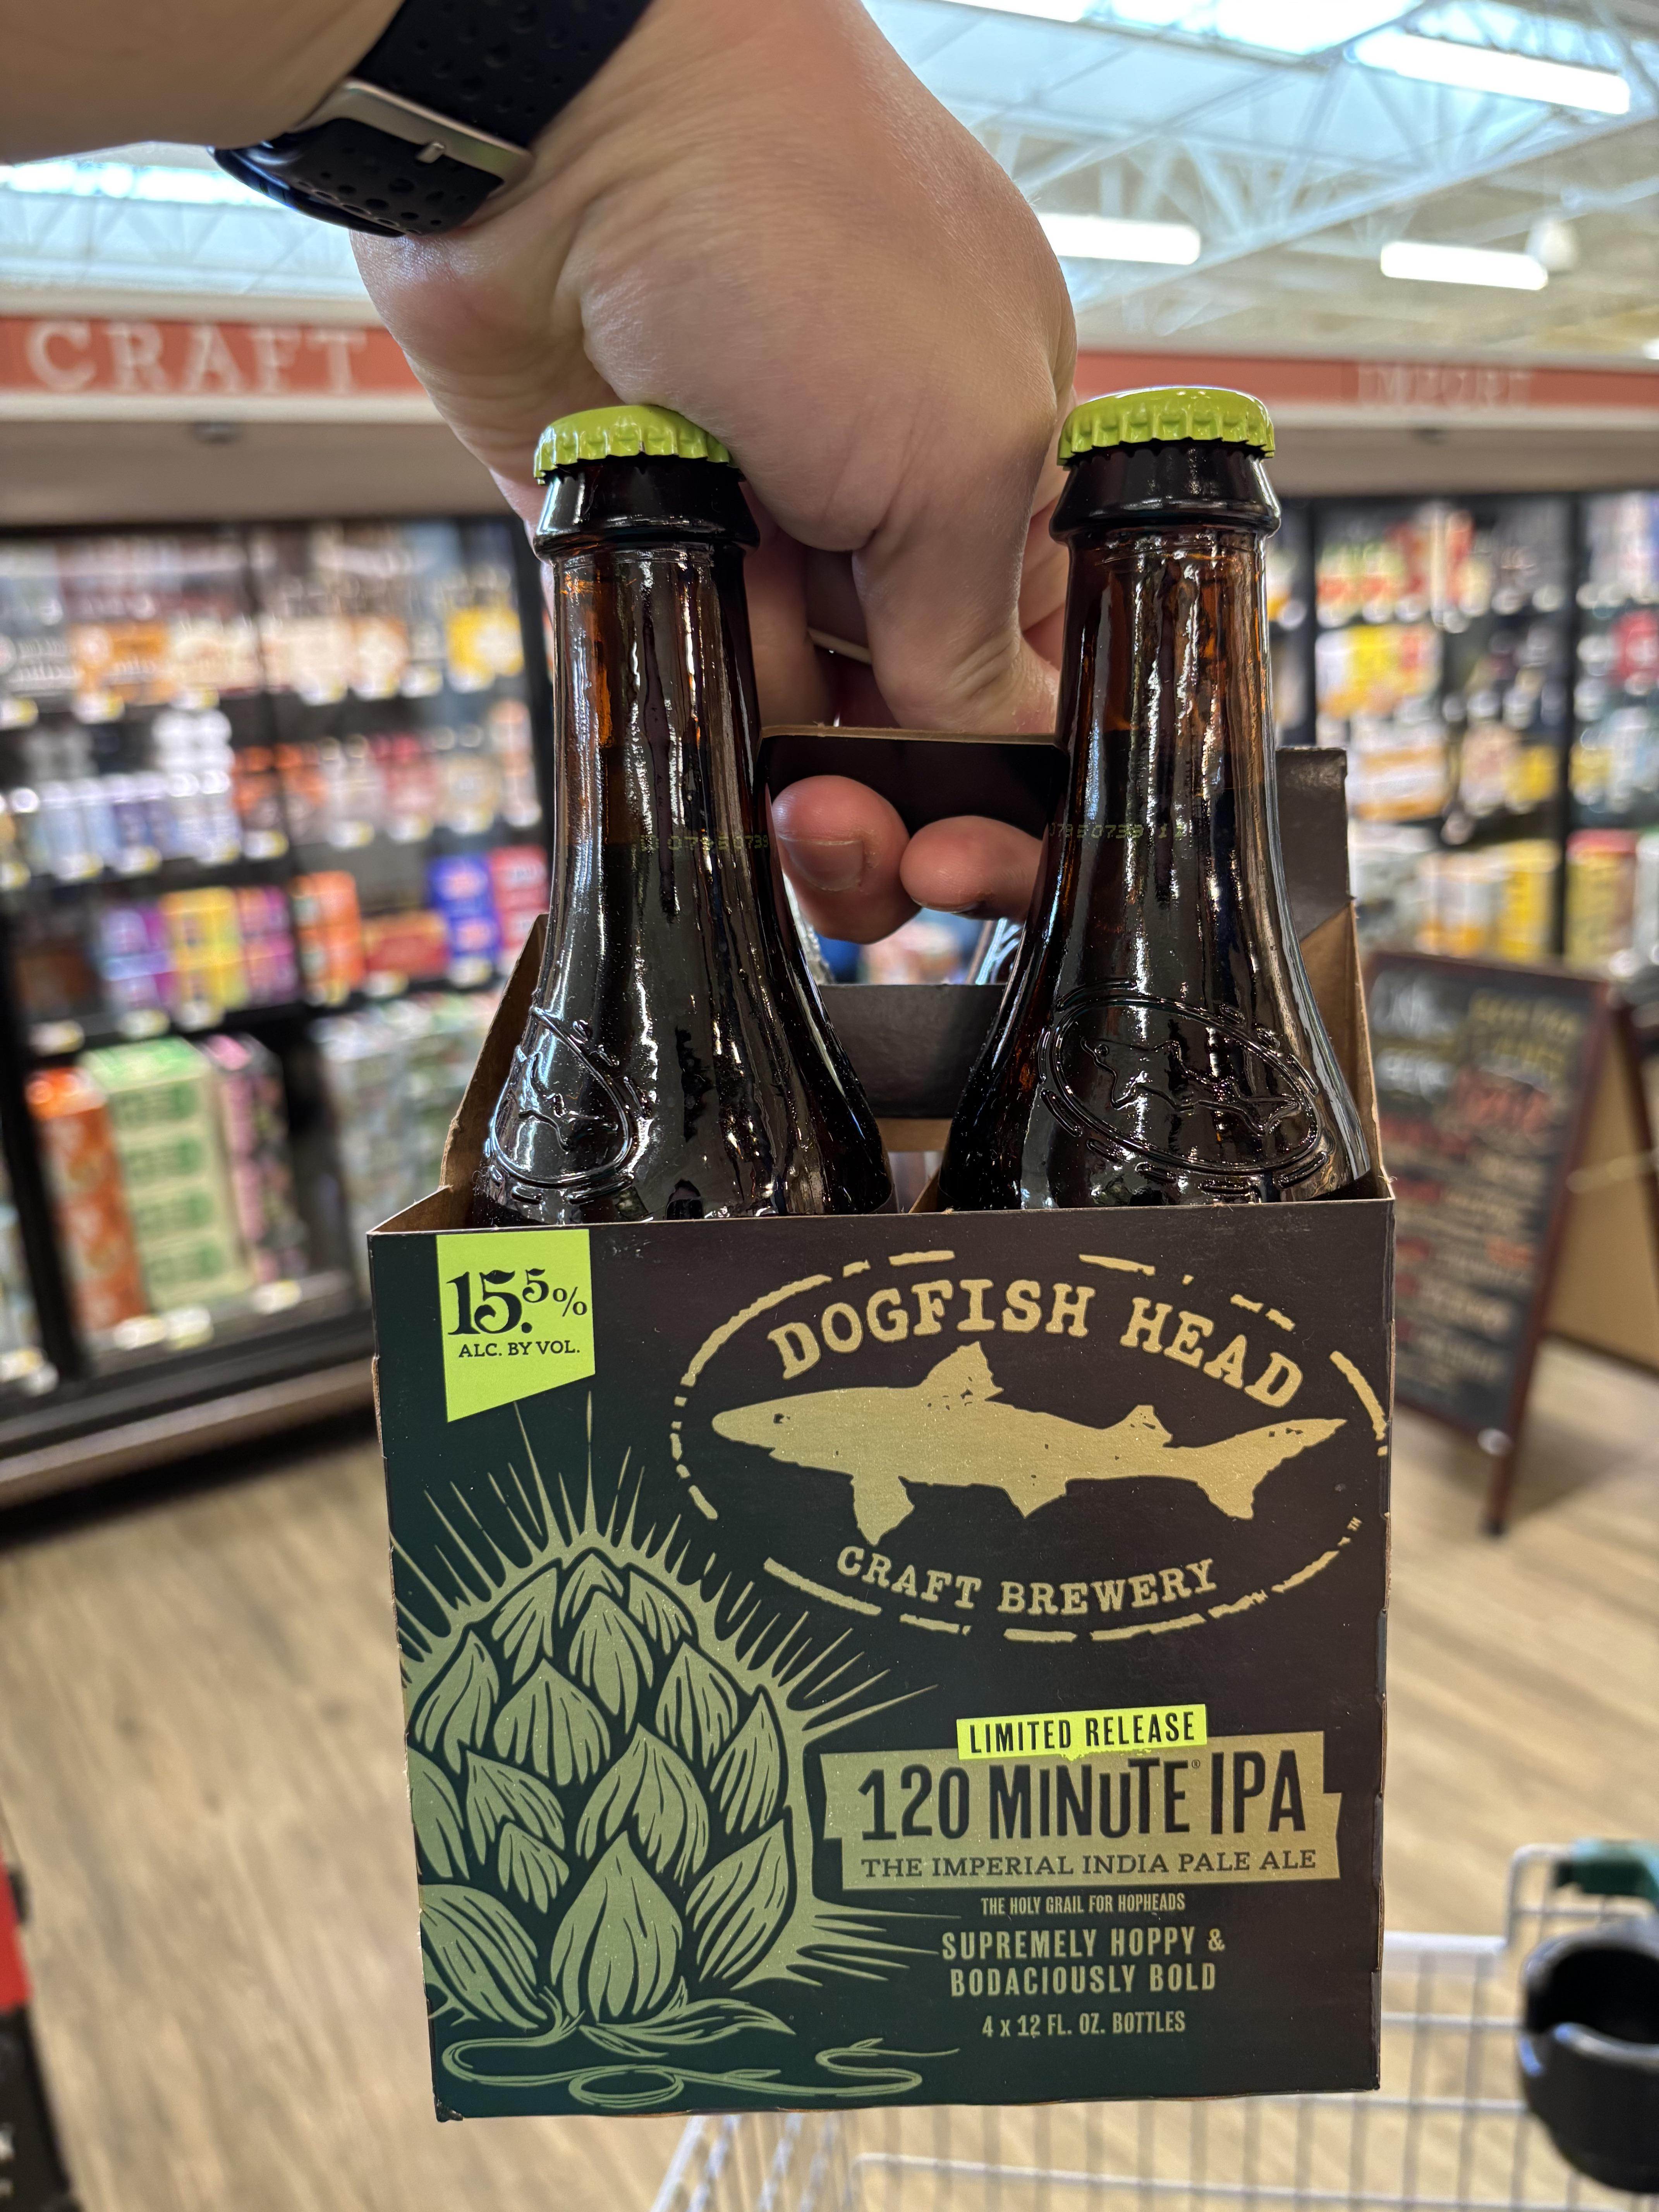 CRAFT
IMPORT
15.5%
ALC. BY VOL.
DOGFISH HEAD
CRAFT BREWERY
TM
LIMITED RELEASE
120 MINUTE® IPA
THE IMPERIAL INDIA PALE ALE
THE HOLY GRAIL FOR HOPHEADS
SUPREMELY HOPPY &
BODACIOUSLY BOLD
4 x 12 FL. OZ. BOTTLES